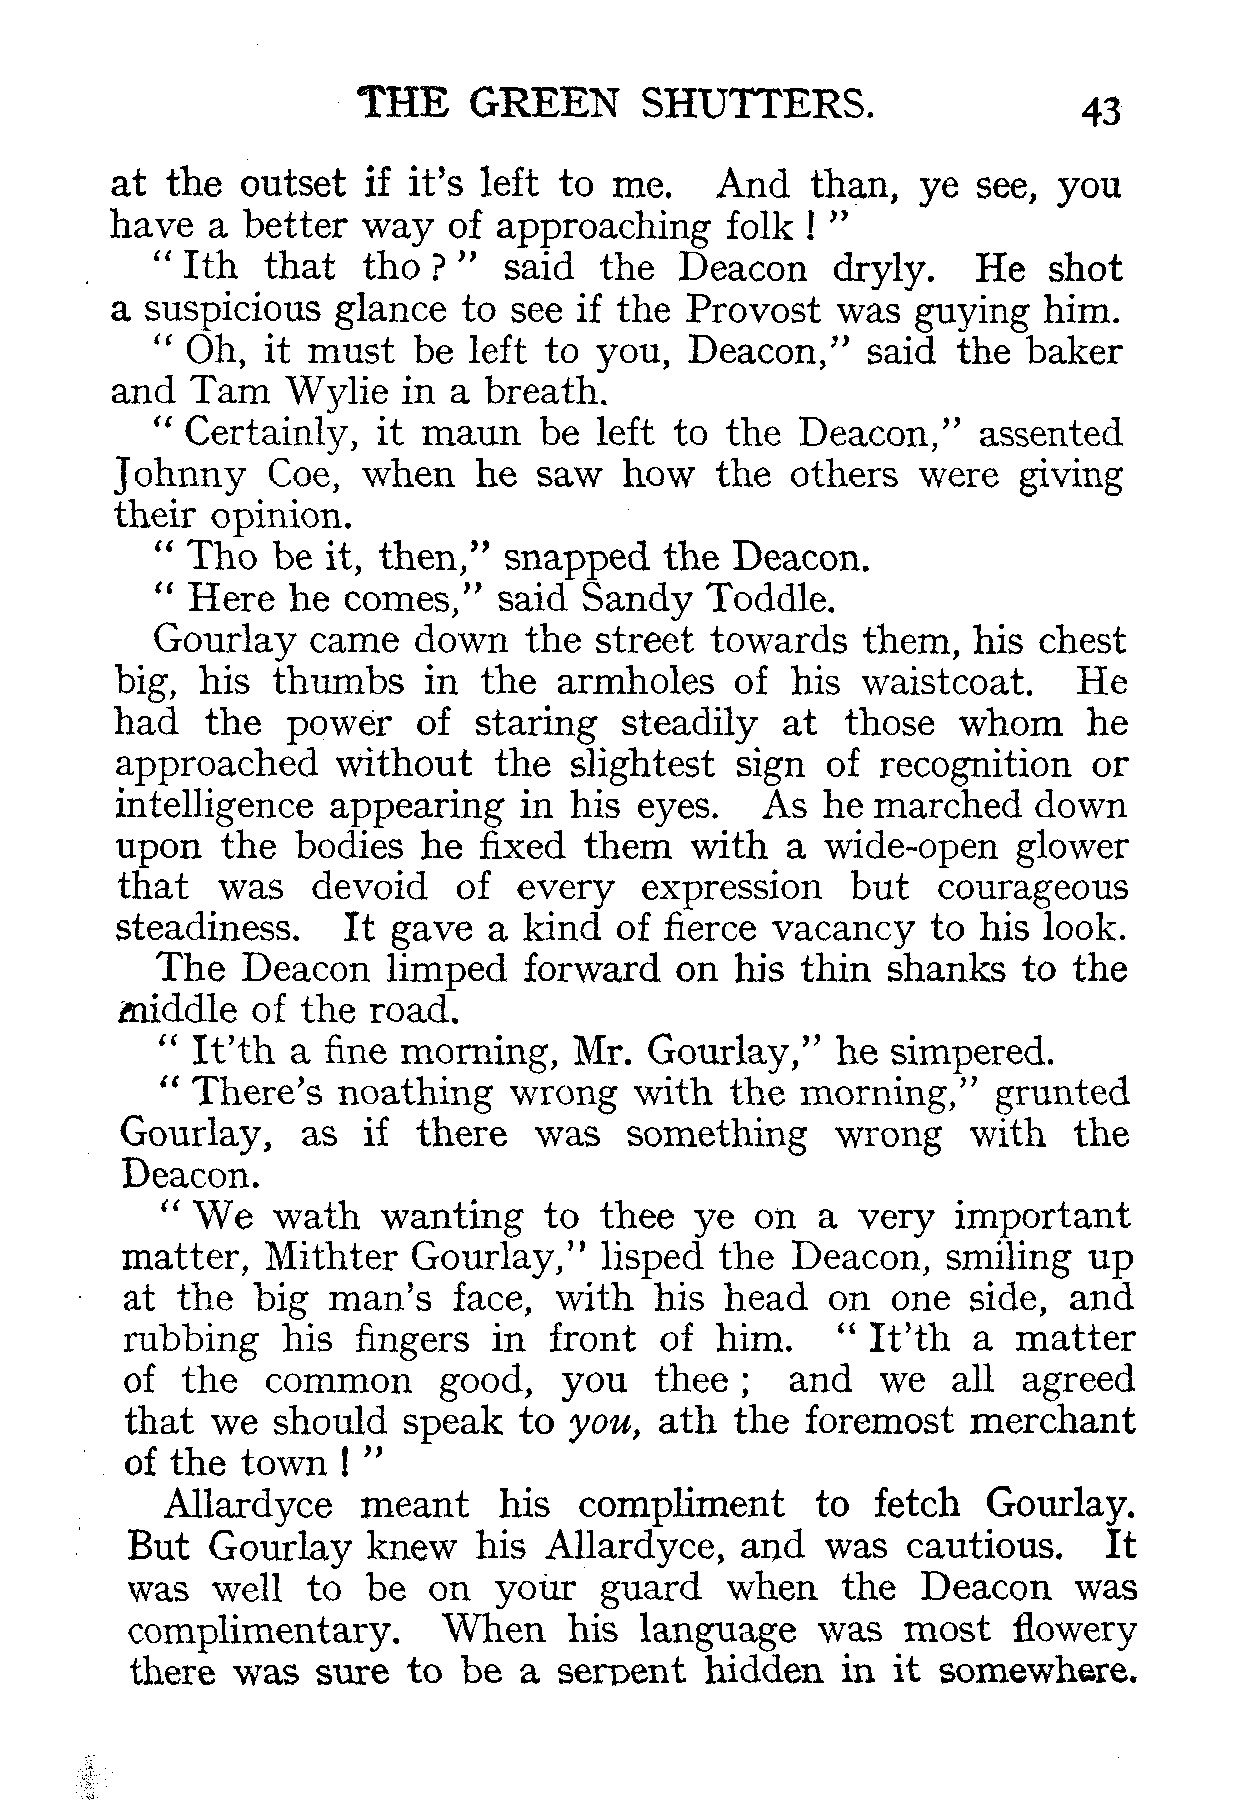 THE GREEN SHUTTERS. 43
at the outset if it's left to me. And than, ye see, you
have a better way of approaching folk ! "
" Ith that tho ? " said the Deacon dryly. He shot
a suspicious glance to see if the Provost was guying him.
" Oh, it must be left to you, Deacon," said the baker
and Tam Wylie in a breath.
" Certainly, it maun be left to the Deacon," assented
Johnny Coe, when he saw how the others were giving
their opinion.
" Tho be it, then," snapped the Deacon.
" Here he comes," said Sandy Toddle.
Gourlay came down the street towards them, his chest
big, his thumbs in the armholes of his waistcoat. He
had the power of staring steadily at those whom he
approached without the slightest sign of recognition or
intelligence appearing in his eyes. As he marched down
upon the bodies he fixed them with a wide-open glower
that was devoid of every expression but courageous
steadiness. It gave a kind of fierce vacancy to his look.
The Deacon limped forward on his thin shanks to the
middle of the road.
" It'th a fine morning, Mr. Gourlay," he simpered.
" There's noathing wrong with the morning," grunted
Gourlay, as if there was something wrong with the
Deacon.
" We wath wanting to thee ye on a very important
matter, Mithter Gourlay," lisped the Deacon, smiling up
at the big man's face, with his head on one side, and
rubbing his fingers in front of him. " It'th a matter
of the common good, you thee ; and we all agreed
that we should speak to you, ath the foremost merchant
of the town ! "
Allardyce meant his compliment to fetch Gourlay.
But Gourlay knew his Allardyce, and was cautious. It
was well to be on your guard when the Deacon was
complimentary. When his language was most flowery
there was sure to be a serpent hidden in it somewhere.